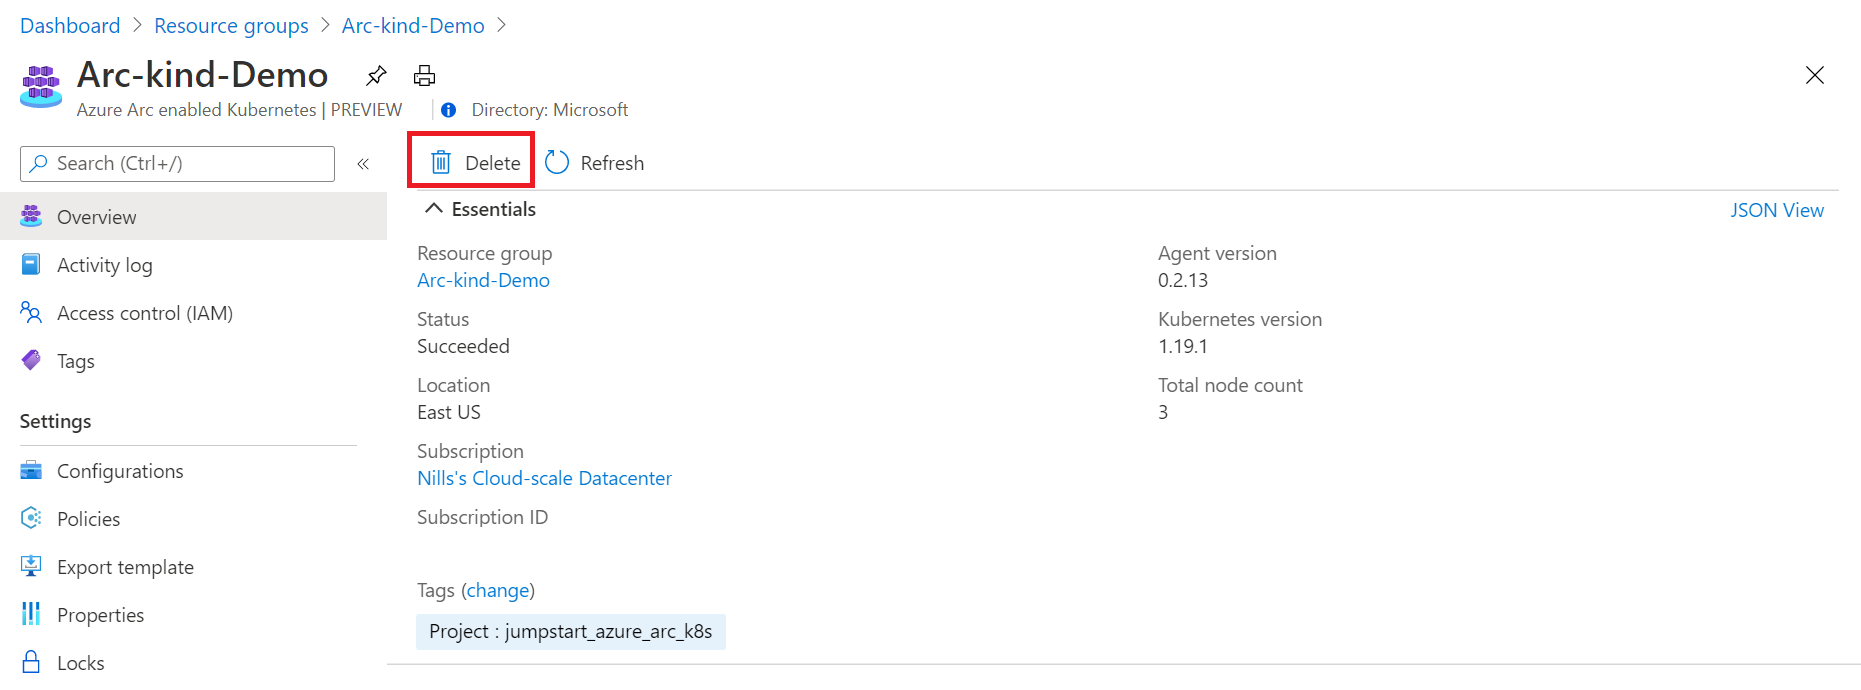 Dashboard > Resource groups > Arc-kind-Demo >
Arc-kind-Demo
Azure Arc enabled Kubernetes | PREVIEW
Directory: Microsoft
Search (Ctrl+/)
«
Delete
Refresh
Overview
Activity log
Access control (IAM)
Tags
Settings
Configurations
Policies
Export template
Properties
Locks
Essentials
JSON View
Resource group
Arc-kind-Demo
Status
Succeeded
Location
East US
Subscription
Nills's Cloud-scale Datacenter
Subscription ID
Agent version
0.2.13
Kubernetes version
1.19.1
Total node count
3
Tags (change)
Project : jumpstart_azure_arc_k8s